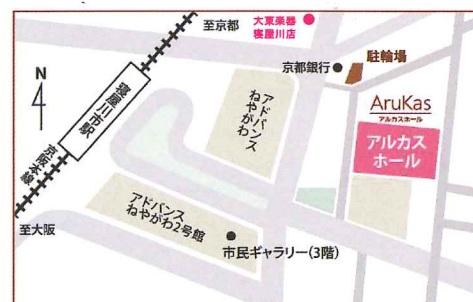 至京都
大東楽器
寝屋川店
京都銀行
駐輪場
N
寝屋川市駅
アドバンス
ねやがわ
AruKas
アルカスホール
アルカス
ホール
京阪本線
アドバンス
ねやがわ2号館
至大阪
市民ギャラリー(3階)